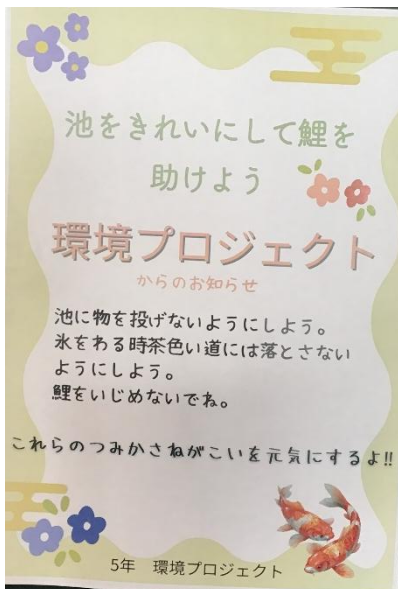 池をきれいにして鯉を
助けよう
環境プロジェクト
からのお知らせ
池に物を投げないようにしよう。
氷をわる時茶色い道には落とさない
ようにしよう。
鯉をいじめないでね。
これらのつみかさねがこいを元気にするよ!!
5年 環境プロジェクト